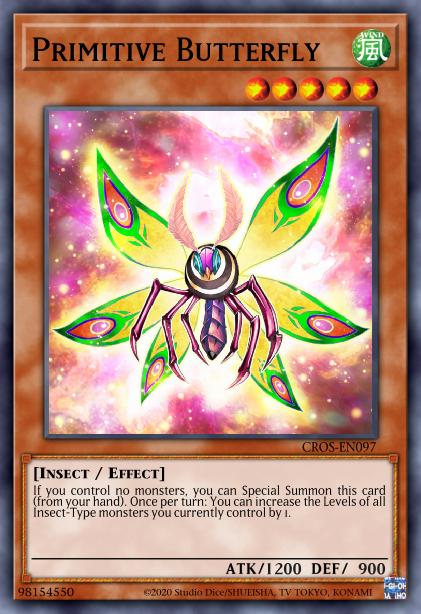 Primitive Butterfly
WIND
風
CROS-EN097
[Insect / Effect]
If you control no monsters, you can Special Summon this card
(from your hand). Once per turn: You can increase the Levels of all
Insect-Type monsters you currently control by 1.
ATK/1200 DEF/ 900
98154550
©2020 Studio Dice/SHUEISHA, TV TOKYO, KONAMI